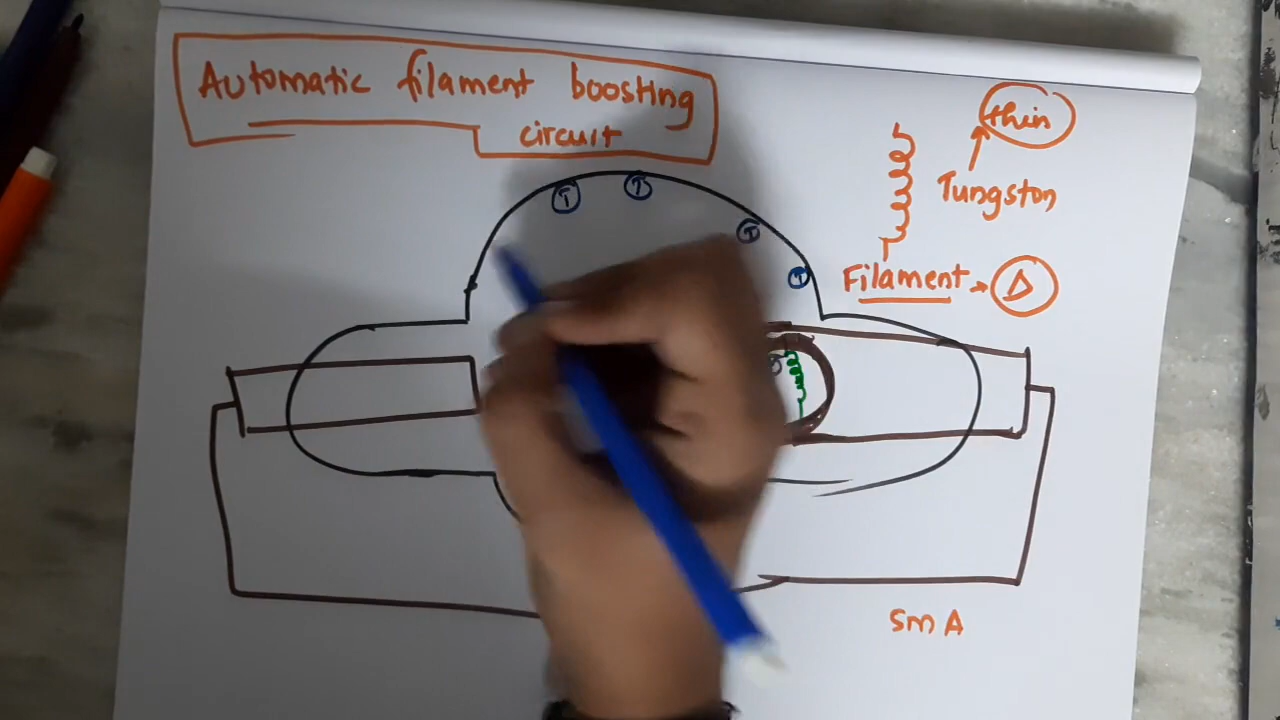 Automatic filament boosting
circuit
thin
Tungston
Filament → Δ
T
T
T
T
5mA